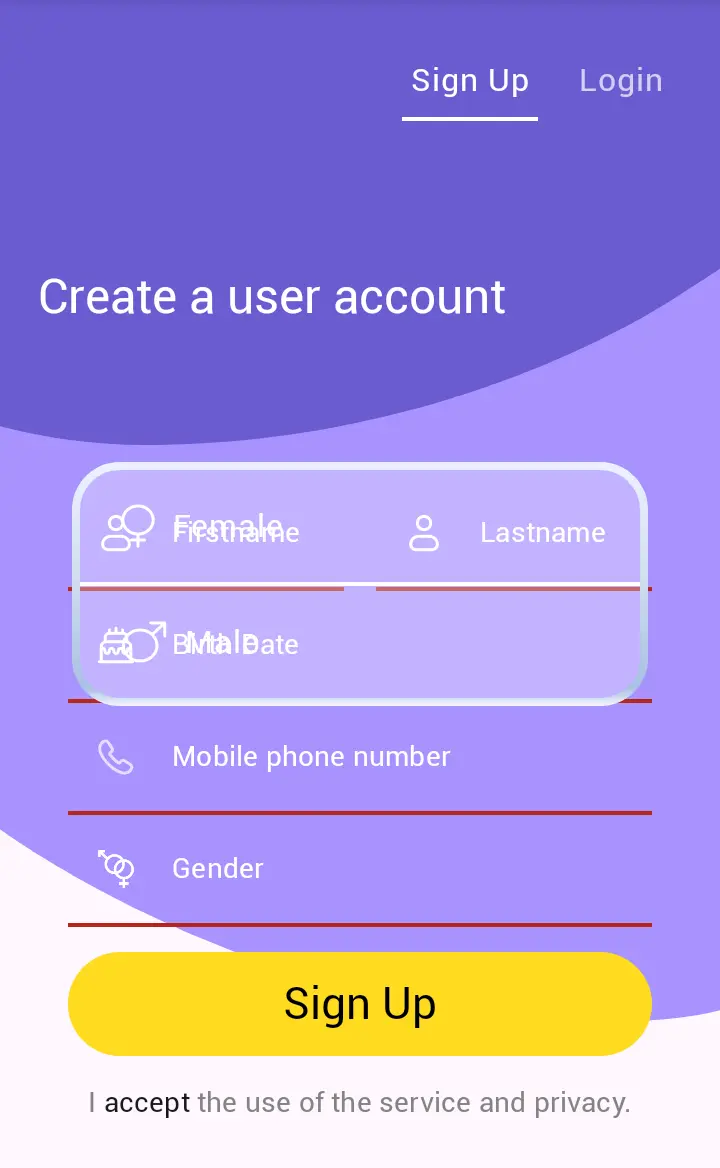 Sign Up Login
Create a user account
Female
Firstname Lastname
Male
Birth Date
Mobile phone number
Gender
Sign Up
I accept the use of the service and privacy.